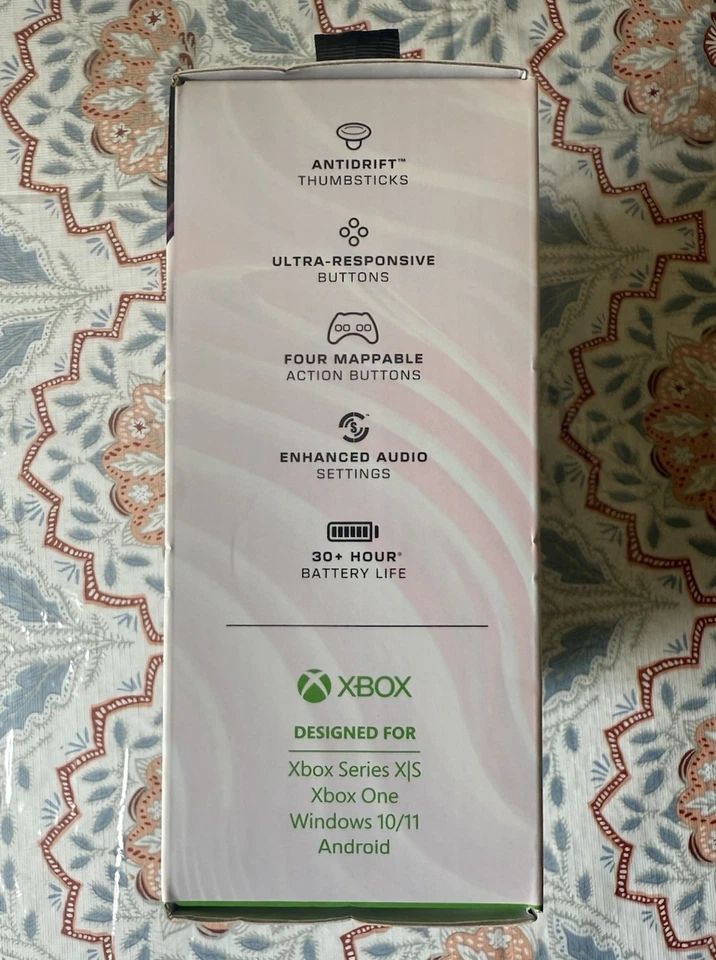 ANTIDRIFT™
THUMBSTICKS
ULTRA-RESPONSIVE
BUTTONS
FOUR MAPPABLE
ACTION BUTTONS
S™
ENHANCED AUDIO
SETTINGS
30+ HOUR*
BATTERY LIFE
XBOX
DESIGNED FOR
Xbox Series X|S
Xbox One
Windows 10/11
Android